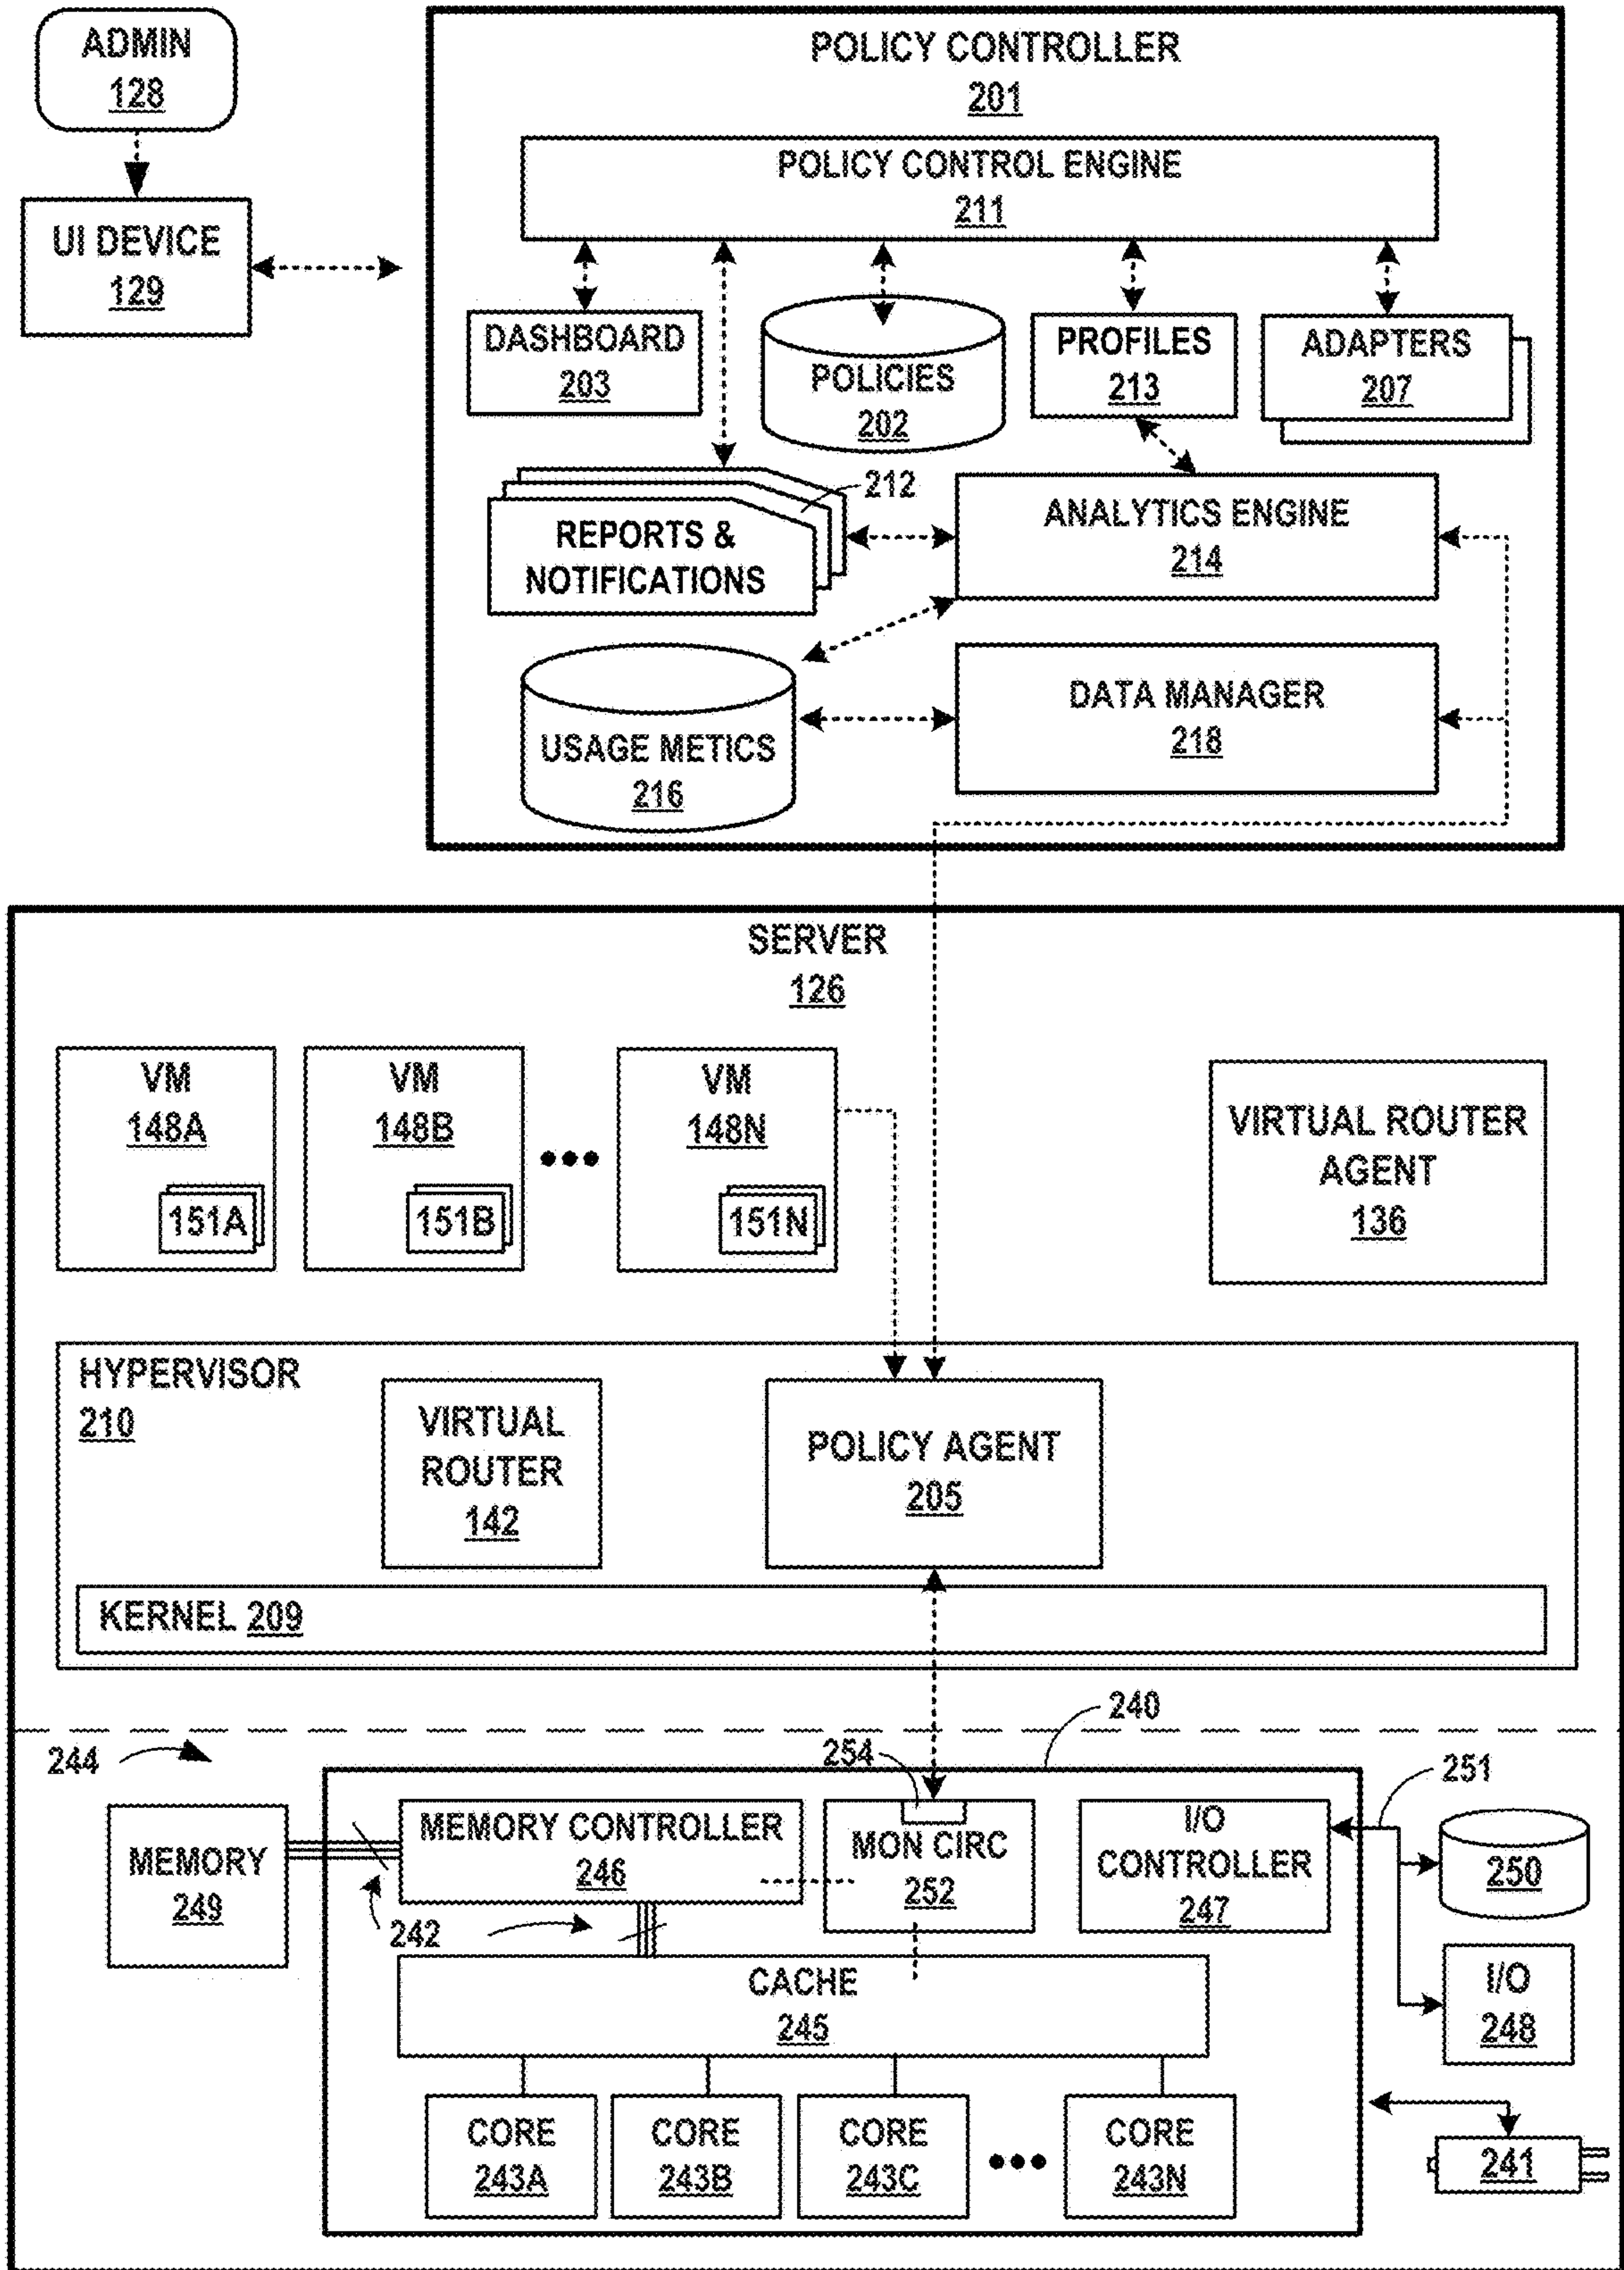 ADMIN
128
UI DEVICE
129
POLICY CONTROLLER
201
POLICY CONTROL ENGINE
211
DASHBOARD
203
POLICIES
202
PROFILES
213
ADAPTERS
207
212
REPORTS &
NOTIFICATIONS
ANALYTICS ENGINE
214
USAGE METICS
216
DATA MANAGER
218
SERVER
126
VM
148A
151A
VM
148B
151B
VM
148N
151N
VIRTUAL ROUTER
AGENT
136
HYPERVISOR
210
VIRTUAL
ROUTER
142
POLICY AGENT
205
KERNEL 209
240
244
254
251
MEMORY
249
MEMORY CONTROLLER
246
MON CIRC
252
I/O
CONTROLLER
247
250
242
CACHE
245
I/O
248
CORE
243A
CORE
243B
CORE
243C
CORE
243N
241